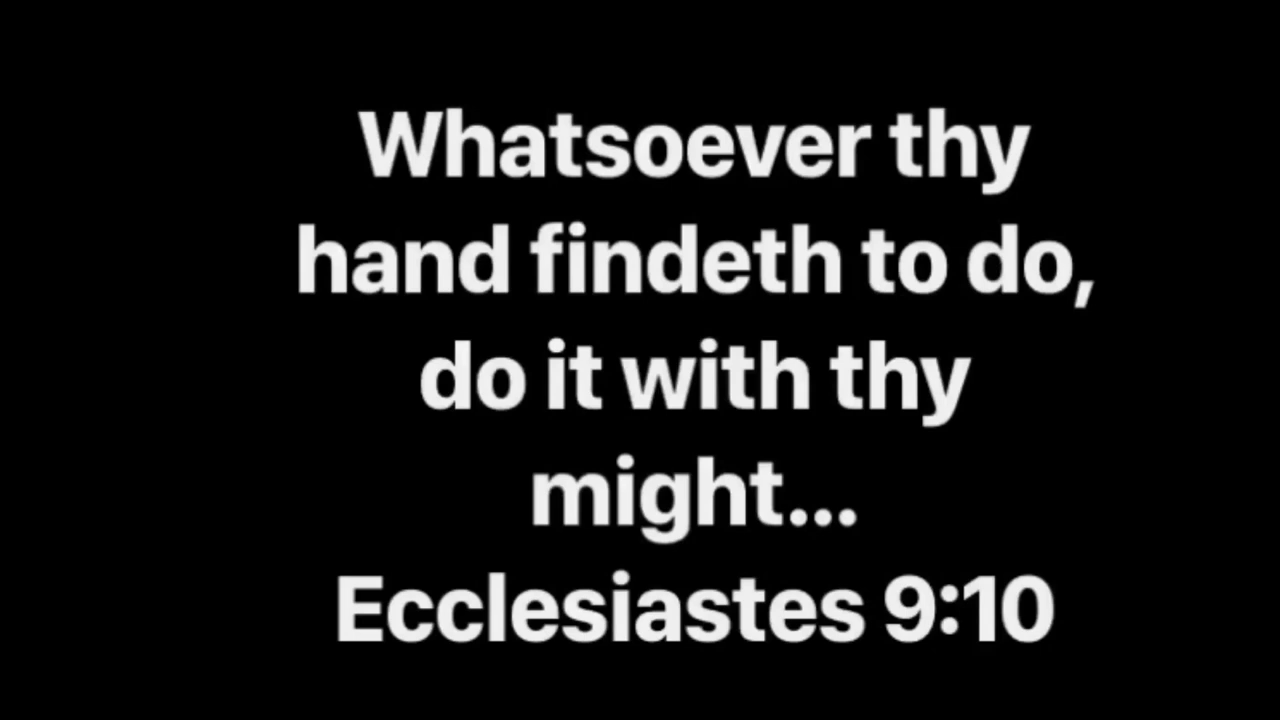 Whatsoever thy
hand findeth to do,
do it with thy
might...
Ecclesiastes 9:10